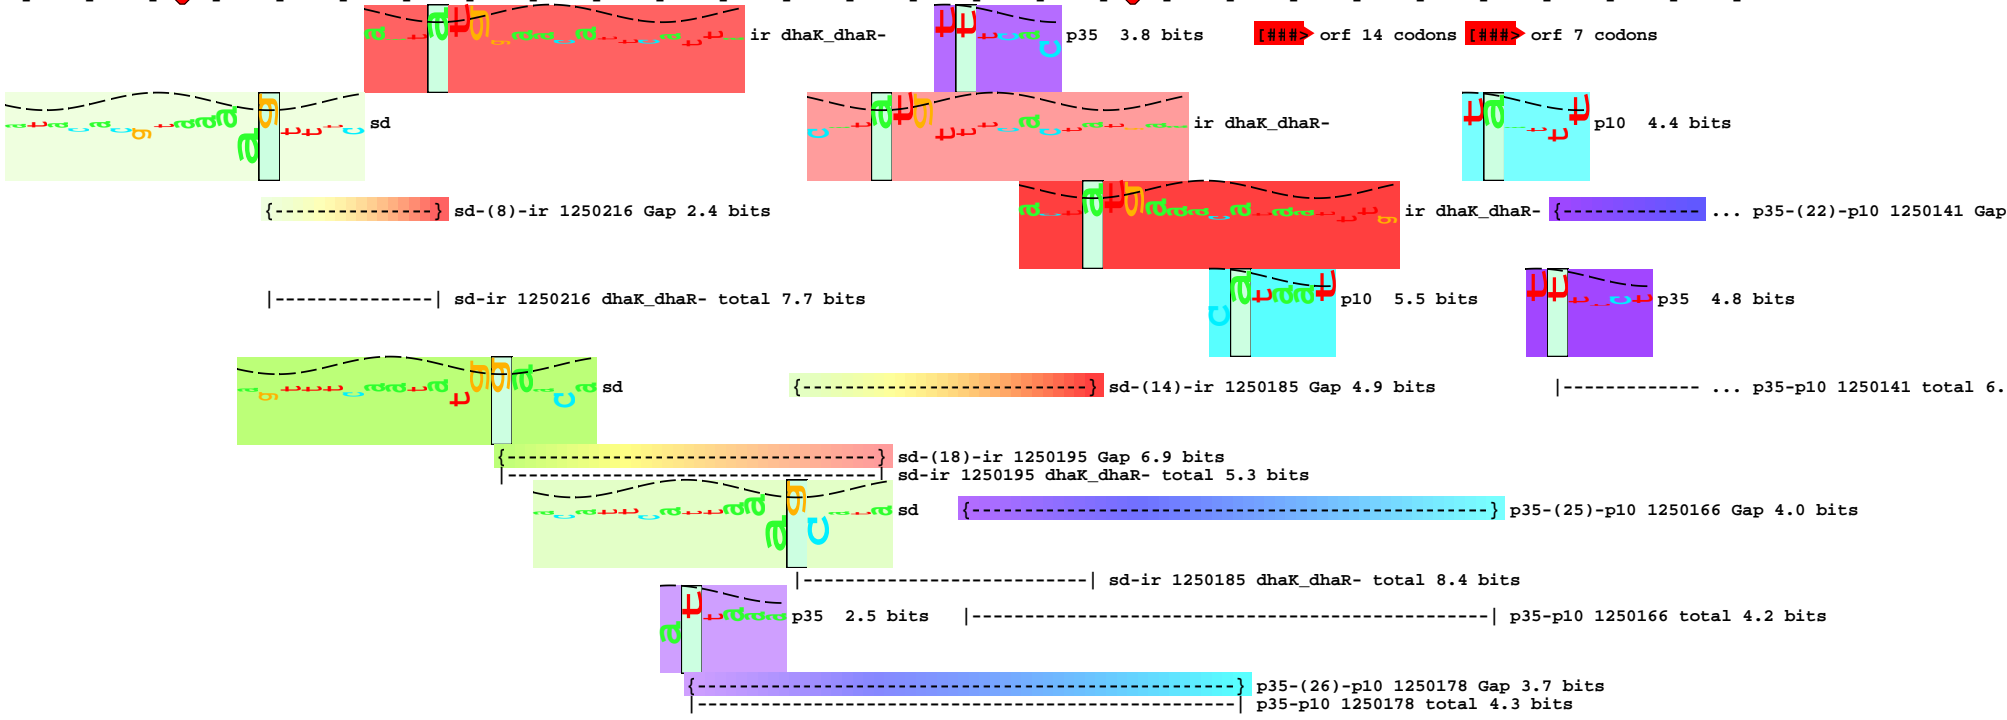 ir dhaK_dhaR-
p35 3.8 bits
[###> orf 14 codons
[###> orf 7 codons
sd
ir dhaK_dhaR-
p10 4.4 bits
{----------------} sd-(8)-ir 1250216 Gap 2.4 bits
ir dhaK_dhaR-
{------------- ... p35-(22)-p10 1250141 Gap
|---------------| sd-ir 1250216 dhaK_dhaR- total 7.7 bits
p10 5.5 bits
p35 4.8 bits
sd
{---------------------------} sd-(14)-ir 1250185 Gap 4.9 bits
|------------- ... p35-p10 1250141 total 6.
{-----------------------------------} sd-(18)-ir 1250195 Gap 6.9 bits
|-----------------------------------| sd-ir 1250195 dhaK_dhaR- total 5.3 bits
sd
{-------------------------------------------------} p35-(25)-p10 1250166 Gap 4.0 bits
|---------------------------| sd-ir 1250185 dhaK_dhaR- total 8.4 bits
p35 2.5 bits
|-------------------------------------------------| p35-p10 1250166 total 4.2 bits
{---------------------------------------------------} p35-(26)-p10 1250178 Gap 3.7 bits
|---------------------------------------------------| p35-p10 1250178 total 4.3 bits